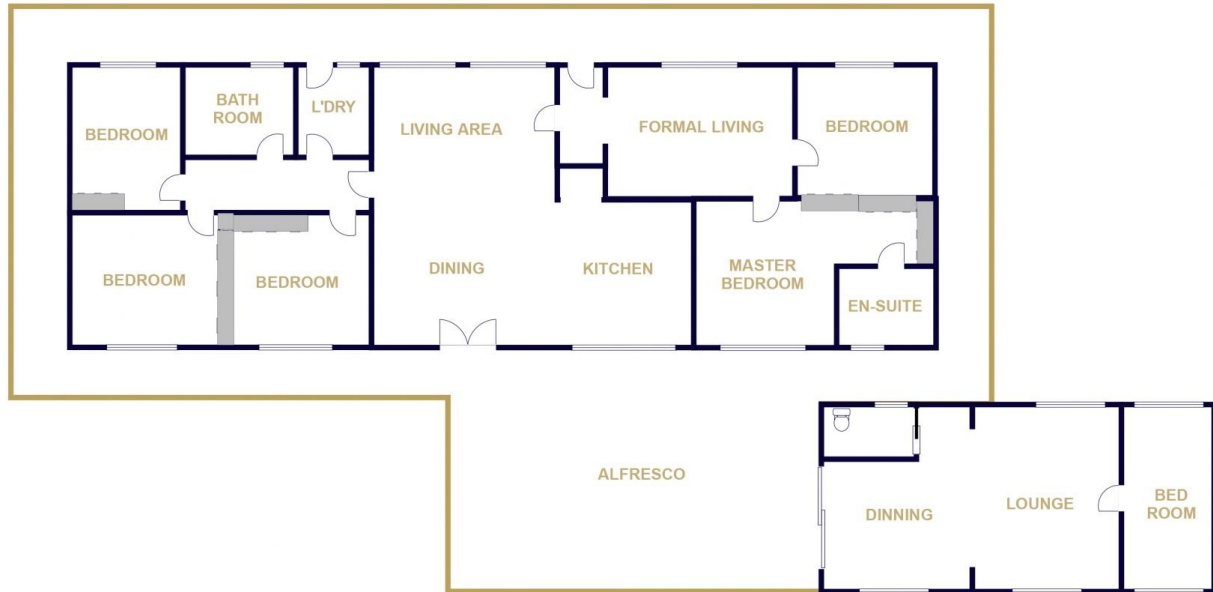 BATH
ROOM
L'DRY
BEDROOM
LIVING AREA
FORMAL LIVING
BEDROOM
BEDROOM
BEDROOM
DINING
KITCHEN
MASTER
BEDROOM
EN-SUITE
ALFRESCO
DINNING
LOUNGE
BED
ROOM